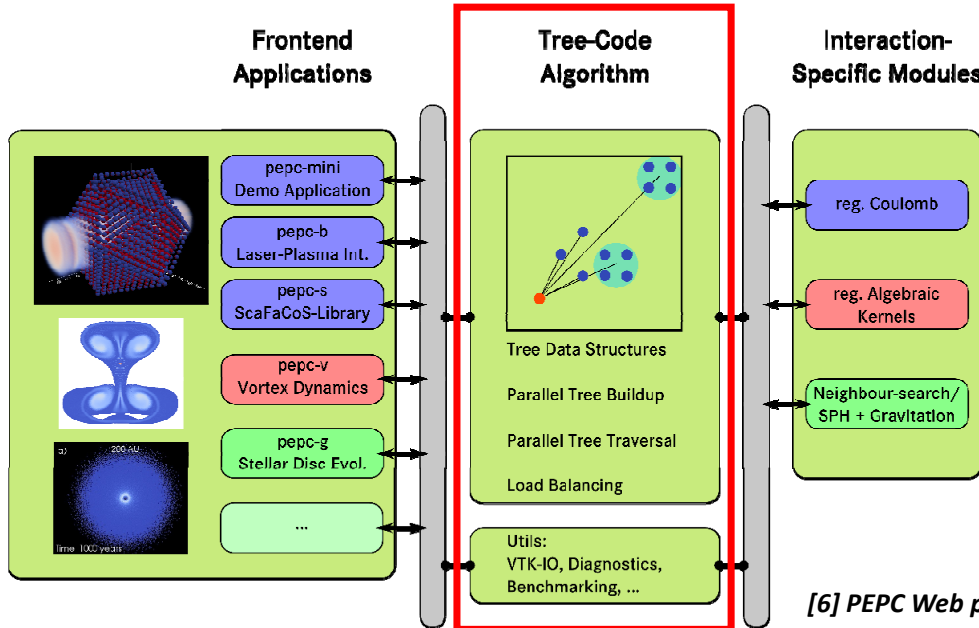 Frontend
Applications
Tree-Code
Algorithm
Interaction-
Specific Modules
pepc-mini
Demo Application
pepc-b
Laser-Plasma Int.
pepc-s
ScaFaCoS-Library
pepc-v
Vortex Dynamics
pepc-g
Stellar Disc Evol.
...
a)
200 AU
Time: 1000 years
Tree Data Structures
Parallel Tree Buildup
Parallel Tree Traversal
Load Balancing
Utils:
VTK-IO, Diagnostics,
Benchmarking, ...
reg. Coulomb
reg. Algebraic
Kernels
Neighbour-search/
SPH + Gravitation
[6] PEPC Web p